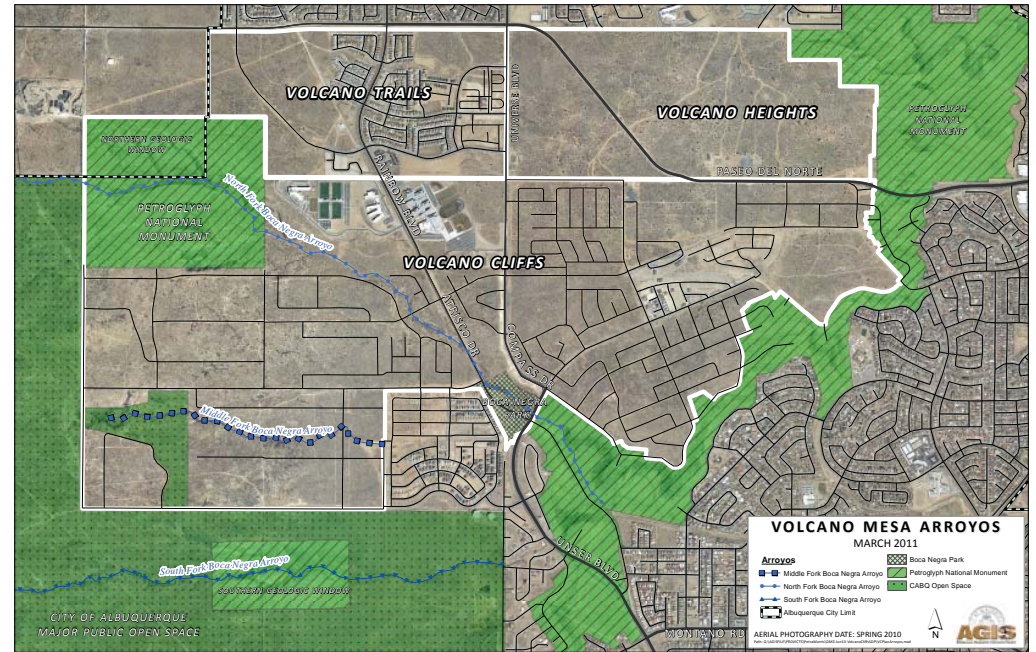 VOLCANO TRAILS
UNIVERSE BLVD
VOLCANO HEIGHTS
PETROGLYPH
NATIONAL
MONUMENT
NORTHERN GEOLOGIC
WINDOW
PASEO DEL NORTE
RAINBOW BLVD
North Fork Boca Negra Arroyo
PETROGLYPH
NATIONAL
MONUMENT
VOLCANO CLIFFS
ATRISCO DR
COMPASS DR
BOCA NEGRA
PARK
Middle Fork Boca Negra Arroyo
UNSER BLVD
South Fork Boca Negra Arroyo
SOUTHERN GEOLOGIC WINDOW
CITY OF ALBUQUERQUE
MAJOR PUBLIC OPEN SPACE
MONTANO RD
VOLCANO MESA ARROYOS
MARCH 2011
Arroyos
Middle Fork Boca Negra Arroyo
North Fork Boca Negra Arroyo
South Fork Boca Negra Arroyo
Albuquerque City Limit
Boca Negra Park
Petroglyph National Monument
CABQ Open Space
AERIAL PHOTOGRAPHY DATE: SPRING 2010
N
AGIS